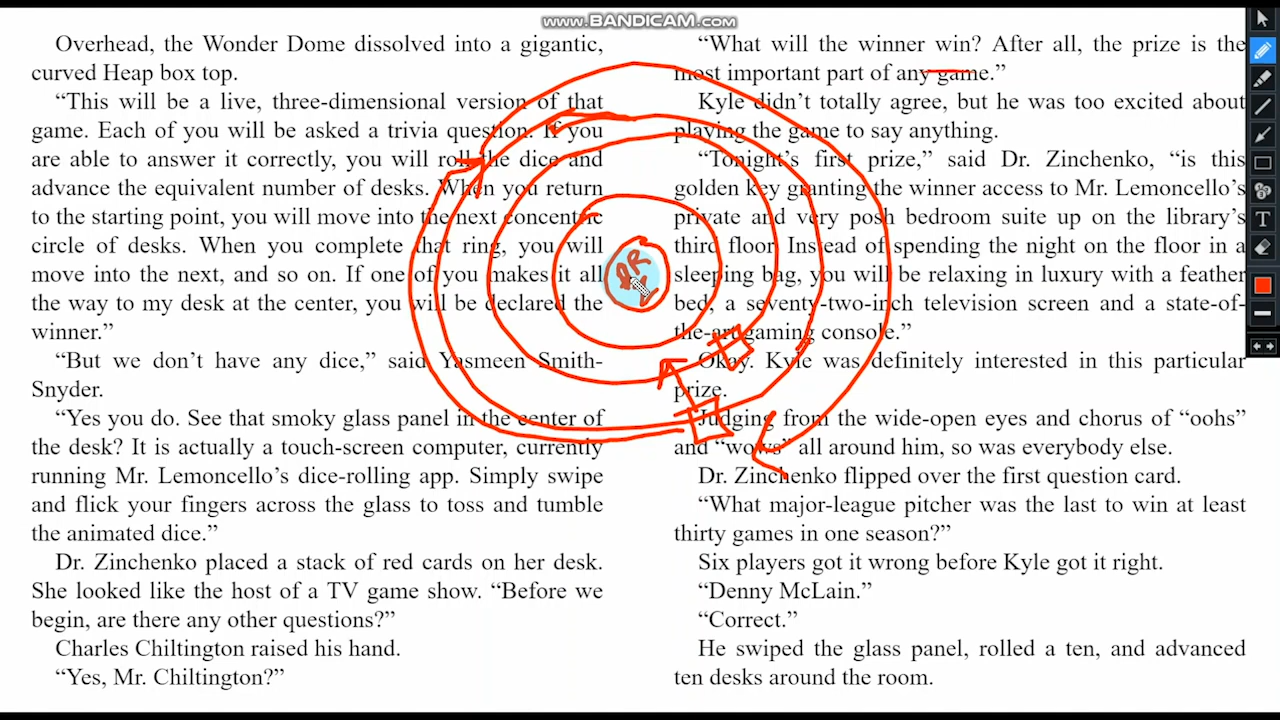 www.BANDICAM.com
Overhead, the Wonder Dome dissolved into a gigantic,
curved Heap box top.
“This will be a live, three-dimensional version of that
game. Each of you will be asked a trivia question. If you
are able to answer it correctly, you will roll the dice and
advance the equivalent number of desks. When you return
to the starting point, you will move into the next concentric
circle of desks. When you complete that ring, you will
move into the next, and so on. If one of you makes it all
the way to my desk at the center, you will be declared the
winner.”
“But we don’t have any dice,” said Yasmeen Smith-
Snyder.
“Yes you do. See that smoky glass panel in the center of
the desk? It is actually a touch-screen computer, currently
running Mr. Lemoncello’s dice-rolling app. Simply swipe
and flick your fingers across the glass to toss and tumble
the animated dice.”
Dr. Zinchenko placed a stack of red cards on her desk.
She looked like the host of a TV game show. “Before we
begin, are there any other questions?”
Charles Chiltington raised his hand.
“Yes, Mr. Chiltington?”
“What will the winner win? After all, the prize is the
most important part of any game.”
Kyle didn’t totally agree, but he was too excited about
playing the game to say anything.
“Tonight’s first prize,” said Dr. Zinchenko, “is this
golden key granting the winner access to Mr. Lemoncello’s
private and very posh bedroom suite up on the library’s
third floor. Instead of spending the night on the floor in a
sleeping bag, you will be relaxing in luxury with a feather
bed, a seventy-two-inch television screen and a state-of-
the-art gaming console.”
Okay. Kyle was definitely interested in this particular
prize.
Judging from the wide-open eyes and chorus of “oohs”
and “wows” all around him, so was everybody else.
Dr. Zinchenko flipped over the first question card.
“What major-league pitcher was the last to win at least
thirty games in one season?”
Six players got it wrong before Kyle got it right.
“Denny McLain.”
“Correct.”
He swiped the glass panel, rolled a ten, and advanced
ten desks around the room.
DR